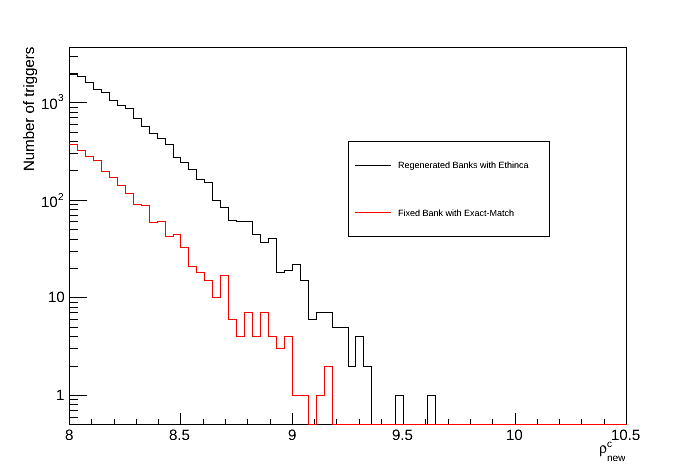 Number of triggers
10³
10²
10
1
Regenerated Banks with Ethinca
Fixed Bank with Exact-Match
8 8.5 9 9.5 10 10.5
ρᶜnew